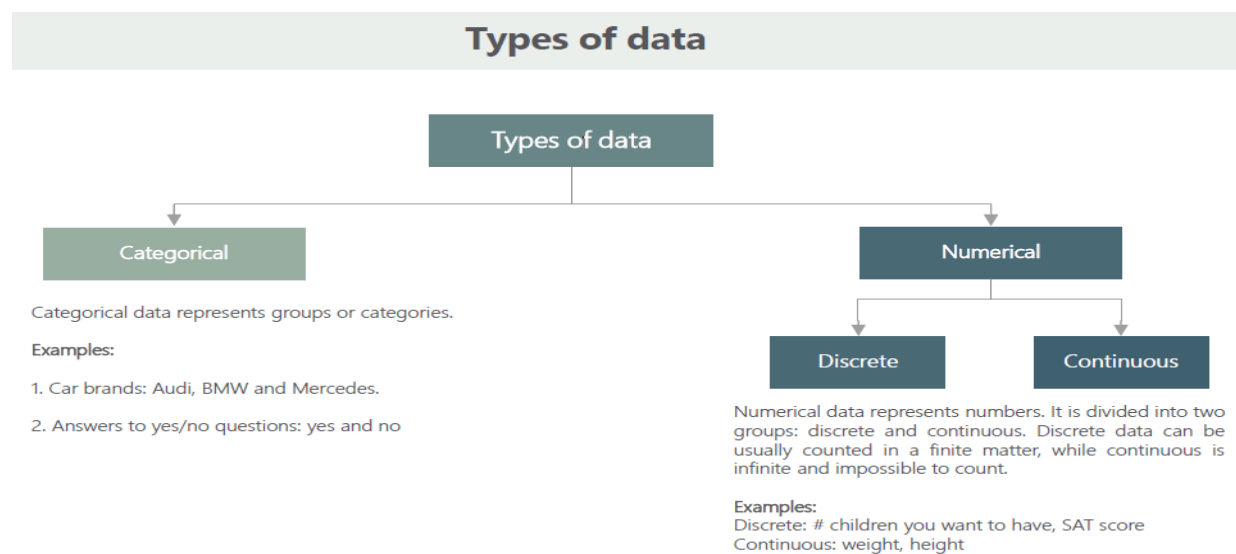 Types of data
Types of data
Categorical
Numerical
Categorical data represents groups or categories.
Examples:
1. Car brands: Audi, BMW and Mercedes.
2. Answers to yes/no questions: yes and no
Discrete
Continuous
Numerical data represents numbers. It is divided into two
groups: discrete and continuous. Discrete data can be
usually counted in a finite matter, while continuous is
infinite and impossible to count.
Examples:
Discrete: # children you want to have, SAT score
Continuous: weight, height